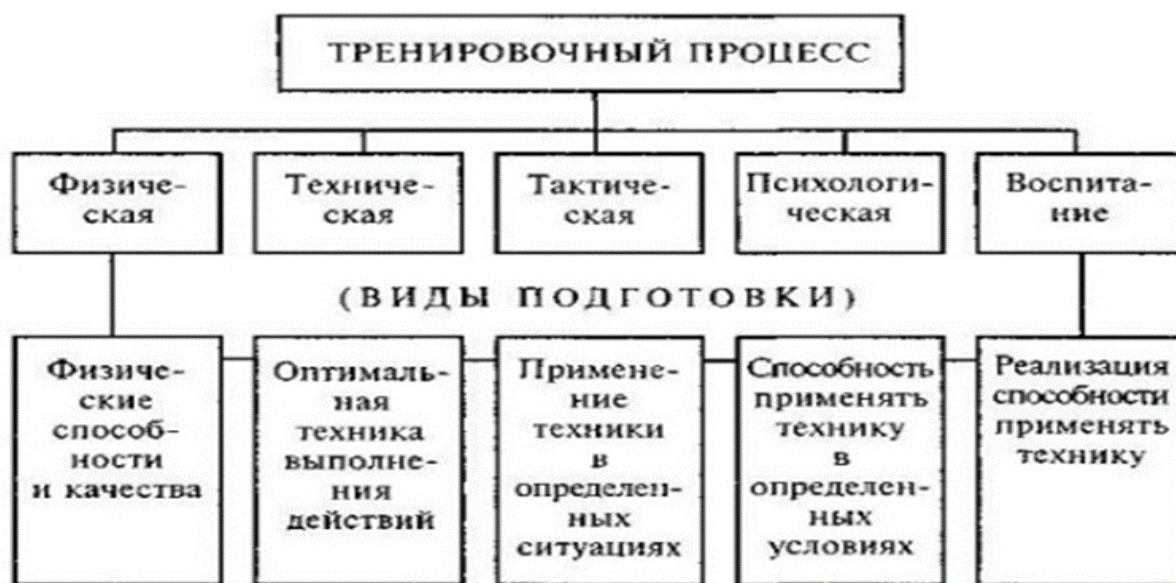 ТРЕНИРОВОЧНЫЙ ПРОЦЕСС
Физиче-
ская
Техниче-
ская
Тактиче-
ская
Психологи-
ческая
Воспита-
ние
(ВИДЫ ПОДГОТОВКИ)
Физиче-
ские
способ-
ности
и качества
Оптималь-
ная
техника
выполне-
ния
действий
Примене-
ние
техники
в
определен-
ных
ситуациях
Способность
применять
технику
в
определен-
ных
условиях
Реализация
способности
применять
технику